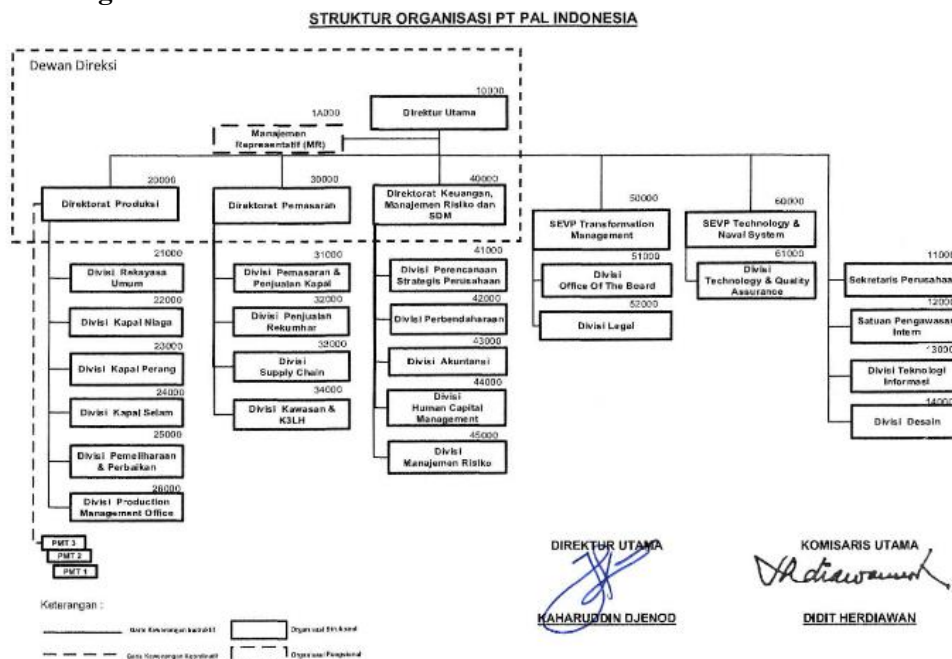 STRUKTUR ORGANISASI PT PAL INDONESIA
Dewan Direksi
10000
Direktur Utama
1A000
Manajemen
Representatif (MR)
20000
Direktorat Produksi
30000
Direktorat Pemasaran
40000
Direktorat Keuangan,
Manajemen Risiko dan
SDM
50000
SEVP Transformation
Management
60000
SEVP Technology &
Naval System
21000
Divisi Rekayasa
Umum
22000
Divisi Kapal Niaga
23000
Divisi Kapal Perang
24000
Divisi Kapal Selam
25000
Divisi Pemeliharaan
& Perbaikan
26000
Divisi Production
Management Office
PMT 3
PMT 2
PMT 1
31000
Divisi Pemasaran &
Penjualan Kapal
32000
Divisi Penjualan
Rekumhar
33000
Divisi
Supply Chain
34000
Divisi Kawasan &
K3LH
41000
Divisi Perencanaan
Strategis Perusahaan
42000
Divisi Perbendaharaan
43000
Divisi Akuntansi
44000
Divisi
Human Capital
Management
45000
Divisi
Manajemen Risiko
51000
Divisi
Office Of The Board
52000
Divisi Legal
61000
Divisi
Technology & Quality
Assurance
11000
Sekretaris Perusahaan
12000
Satuan Pengawasan
Intern
13000
Divisi Teknologi
Informasi
14000
Divisi Desain
DIREKTUR UTAMA
KAHARUDDIN DJENOD
KOMISARIS UTAMA
DIDIT HERDIAWAN
Keterangan :
Organisasi Struktural
Garis Kewenangan Koordinatif
Organisasi Fungsional